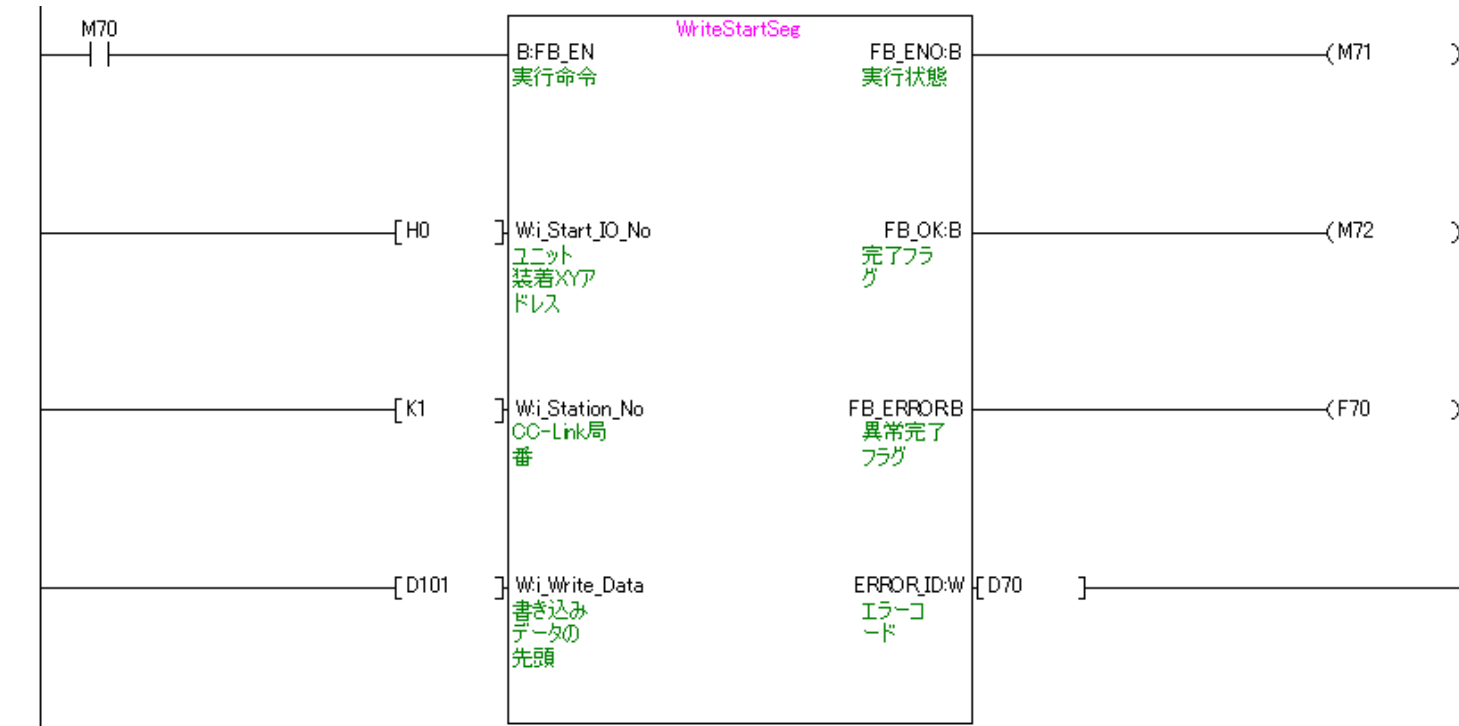 M70
WriteStartSeg
B:FB_EN
実行命令
FB_ENO:B
実行状態
M71
H0
W:i_Start_IO_No
ユニット
装着XYア
ドレス
FB_OK:B
完了フラ
グ
M72
K1
W:i_Station_No
CC-Link局
番
FB_ERROR:B
異常完了
フラグ
F70
D101
W:i_Write_Data
書き込み
データの
先頭
ERROR_ID:W
エラーコ
ード
D70